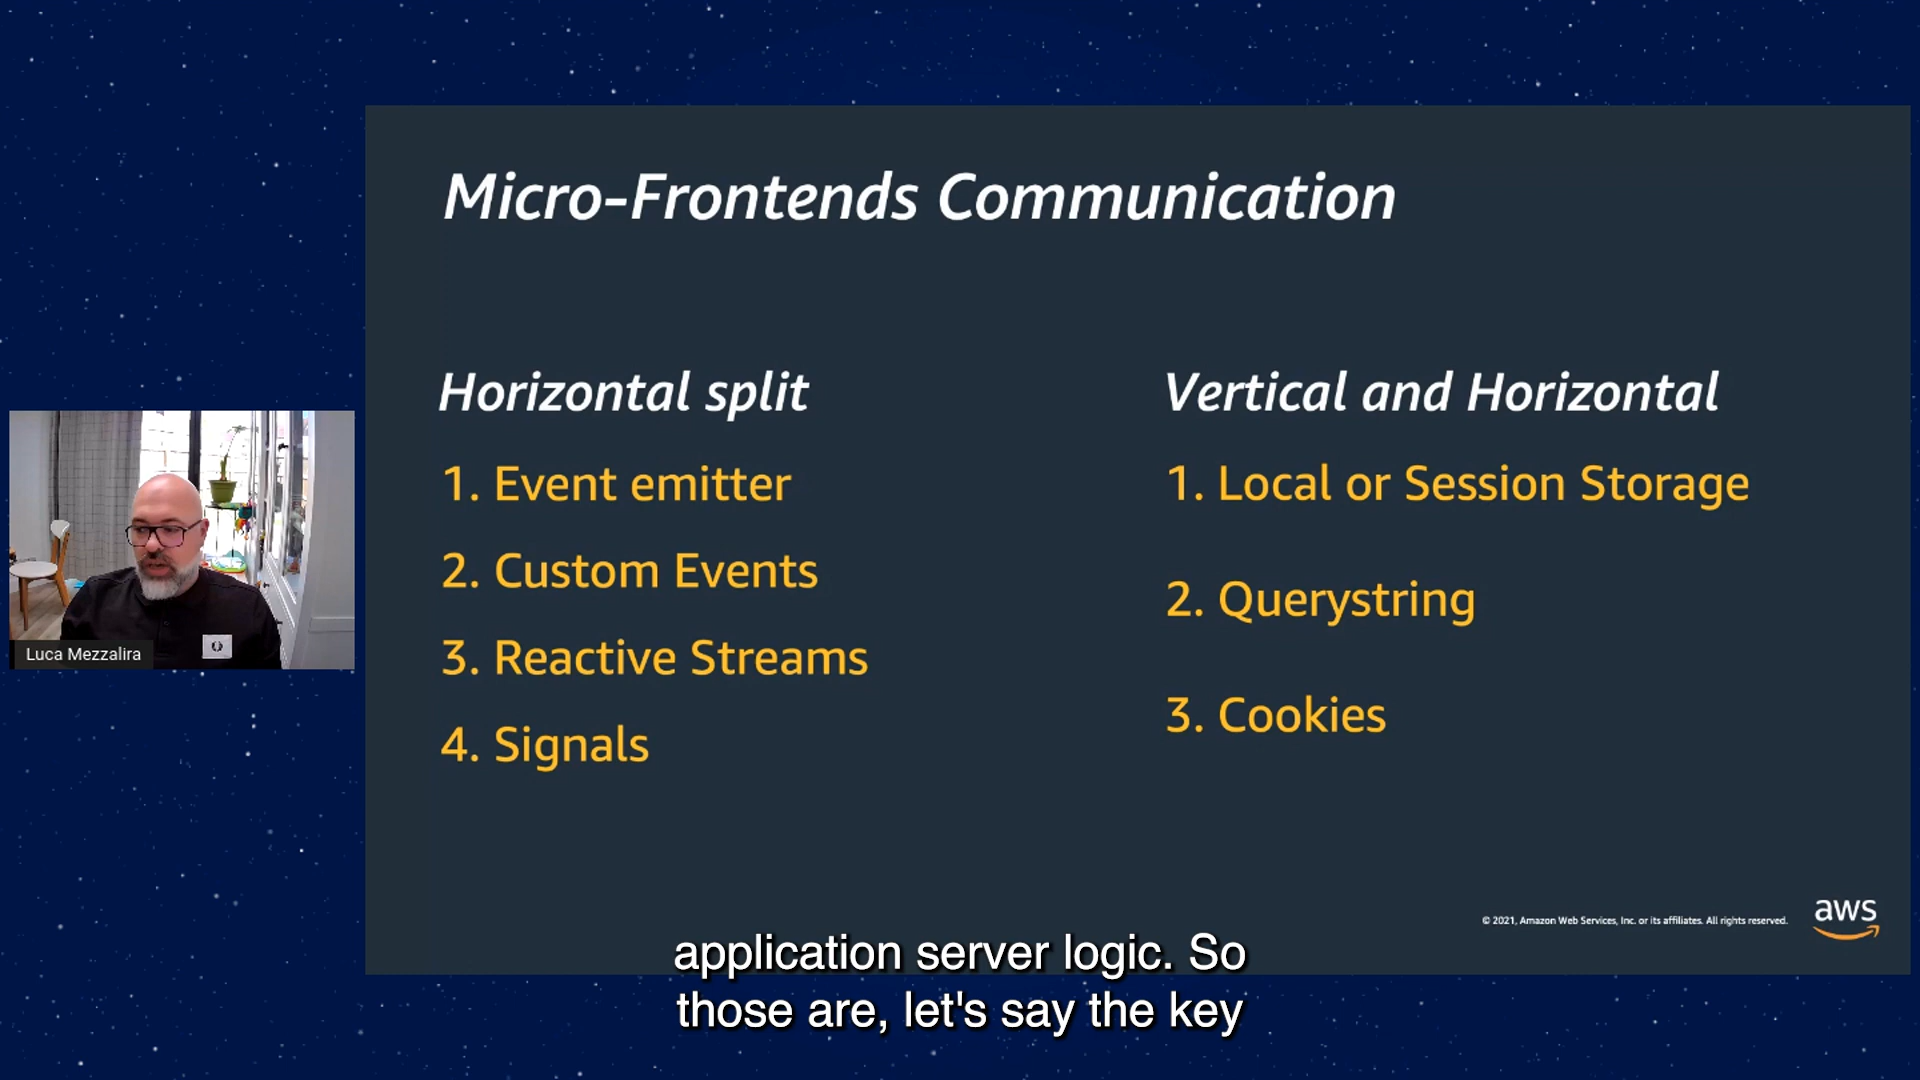 Micro-Frontends Communication
Horizontal split
1. Event emitter
2. Custom Events
3. Reactive Streams
4. Signals
Vertical and Horizontal
1. Local or Session Storage
2. Querystring
3. Cookies
Luca Mezzalira
© 2021, Amazon Web Services, Inc. or its affiliates. All rights reserved.
aws
application server logic. So
those are, let's say the key